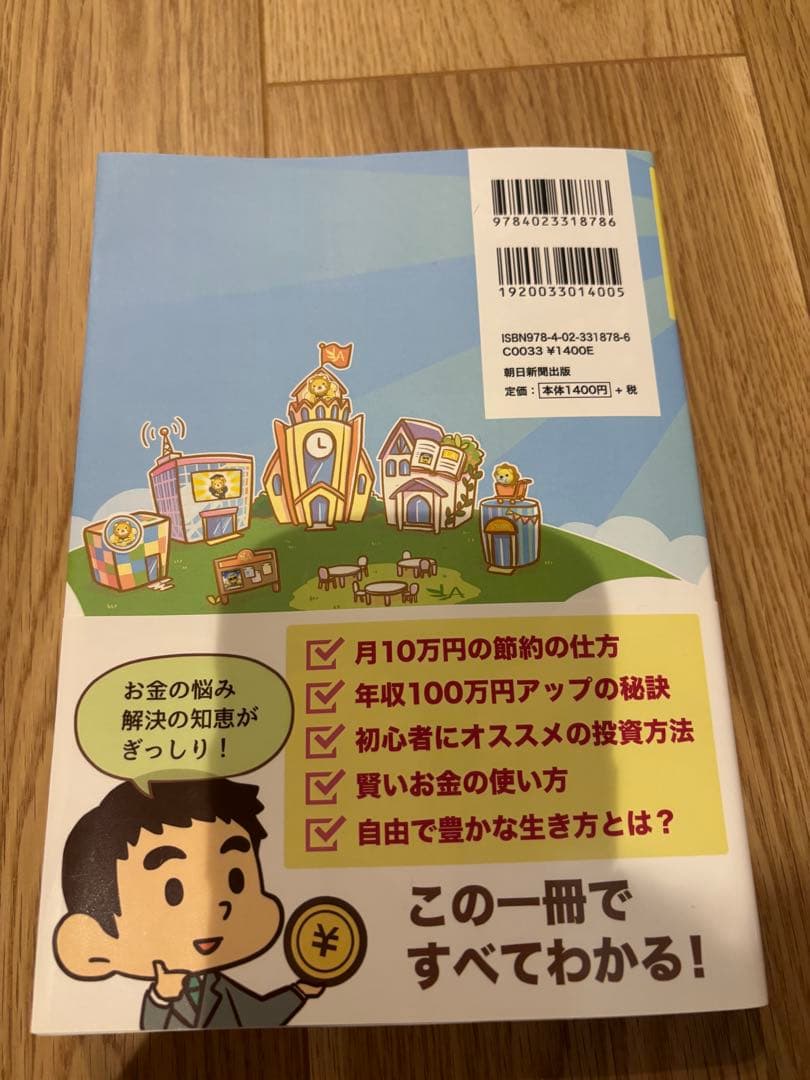 9784023318786
1920033014005
ISBN978-4-02-331878-6
C0033 ¥1400E
朝日新聞出版
定価：本体1400円＋税
A
A
お金の悩み
解決の知恵が
ぎっしり！
月10万円の節約の仕方
年収100万円アップの秘訣
初心者にオススメの投資方法
賢いお金の使い方
自由で豊かな生き方とは？
¥
この一冊で
すべてわかる！